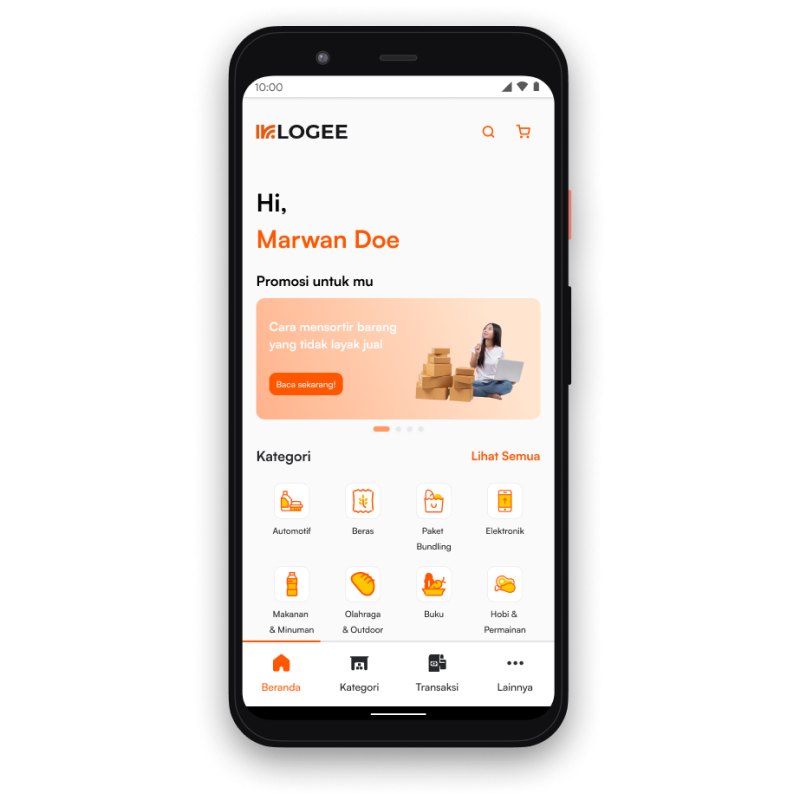 10:00
LOGEE
Hi,
Marwan Doe
Promosi untuk mu
Cara mensortir barang
yang tidak layak jual
Baca sekarang!
Kategori
Lihat Semua
Automotif
Beras
Paket
Bundling
Elektronik
Makanan
& Minuman
Olahraga
& Outdoor
Buku
Hobi &
Permainan
Beranda
Kategori
Transaksi
Lainnya